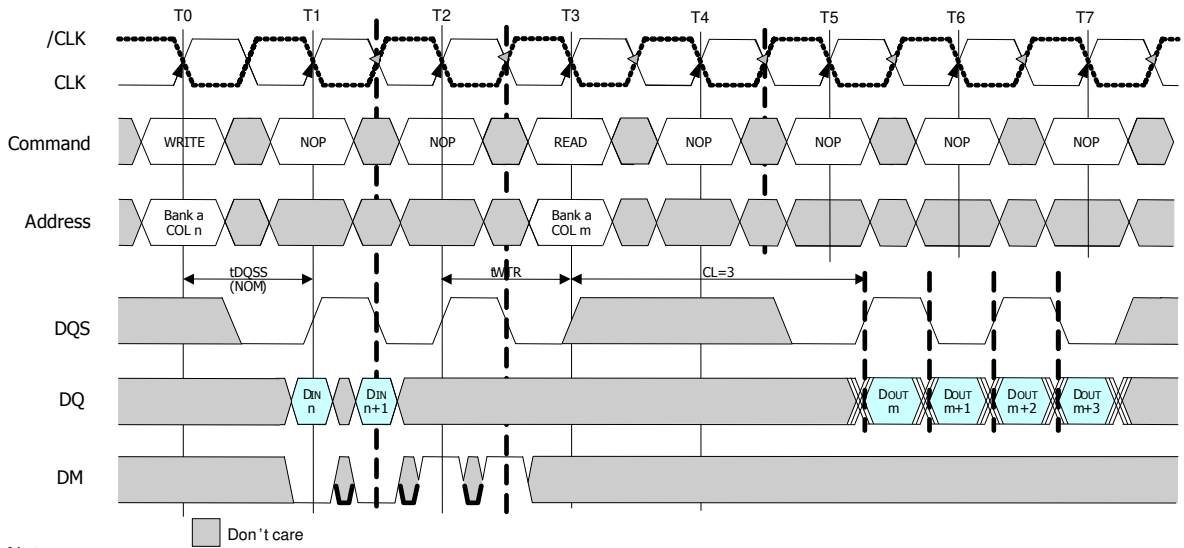 T0 T1 T2 T3 T4 T5 T6 T7
/CLK
CLK
Command WRITE NOP NOP READ NOP NOP NOP NOP
Address Bank a
COL n
Bank a
COL m
tDQSS
(NOM)
tWTR
CL=3
DQS
DQ
DIN
n
DIN
n+1
DOUT
m
DOUT
m+1
DOUT
m+2
DOUT
m+3
DM
Don't care